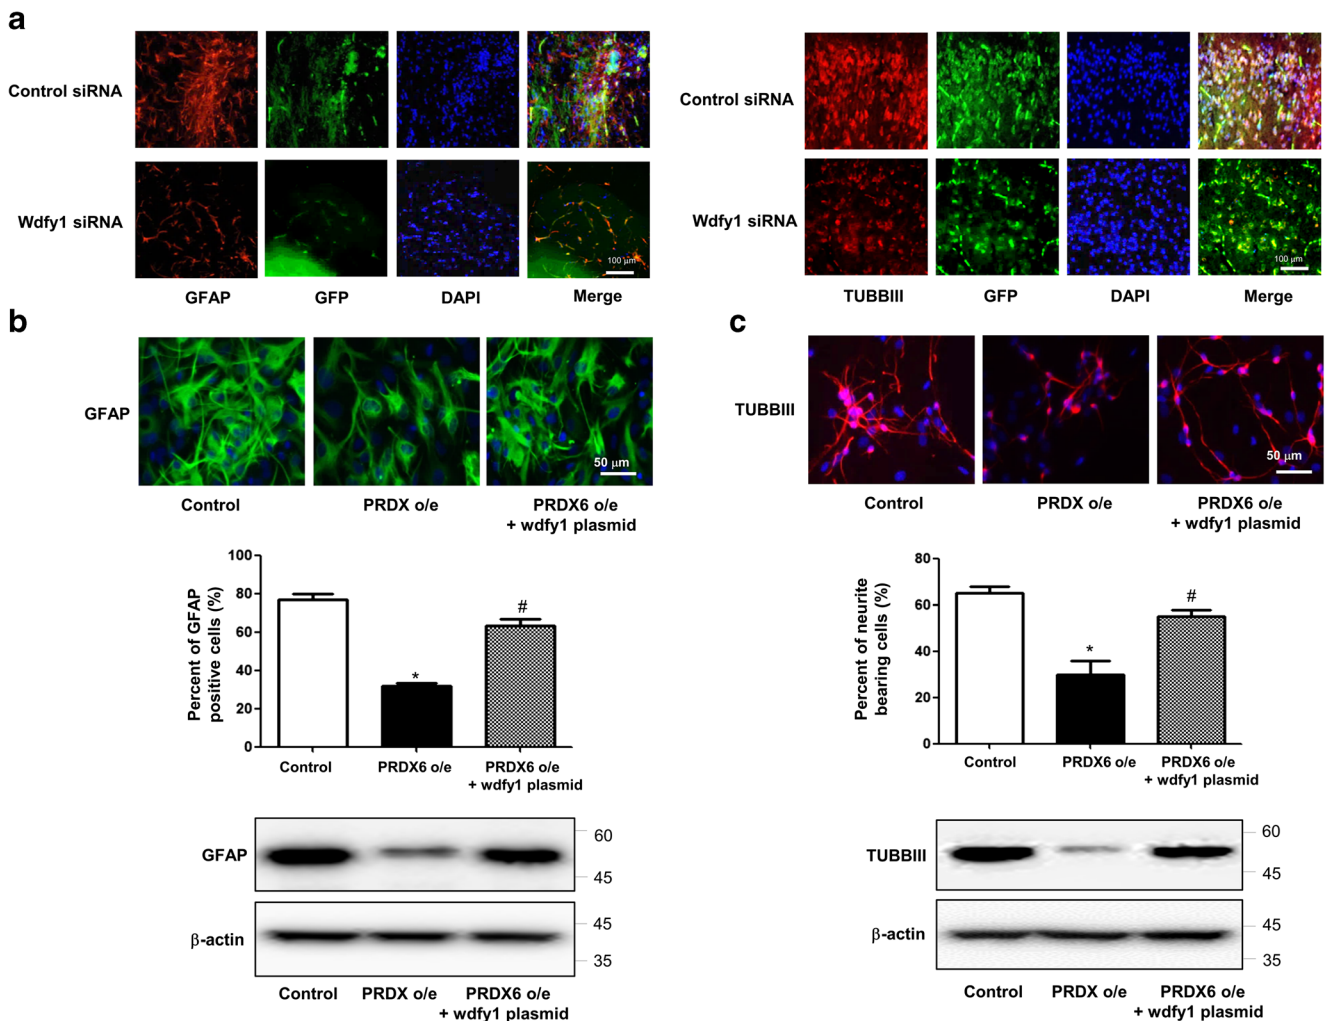 a
Control siRNA
Wdfy1 siRNA
100 μm
GFAP
GFP
DAPI
Merge
Control siRNA
Wdfy1 siRNA
100 μm
TUBBIII
GFP
DAPI
Merge
b
GFAP
50 μm
Control
PRDX o/e
PRDX6 o/e
+ wdfy1 plasmid
Percent of GFAP
positive cells (%)
100
80
60
40
20
0
*
#
Control
PRDX6 o/e
PRDX6 o/e
+ wdfy1 plasmid
GFAP
60
45
β-actin
45
35
Control
PRDX o/e
PRDX6 o/e
+ wdfy1 plasmid
c
TUBBIII
50 μm
Control
PRDX o/e
PRDX6 o/e
+ wdfy1 plasmid
Percent of neurite
bearing cells (%)
80
60
40
20
0
*
#
Control
PRDX6 o/e
PRDX6 o/e
+ wdfy1 plasmid
TUBBIII
60
45
β-actin
45
35
Control
PRDX o/e
PRDX6 o/e
+ wdfy1 plasmid